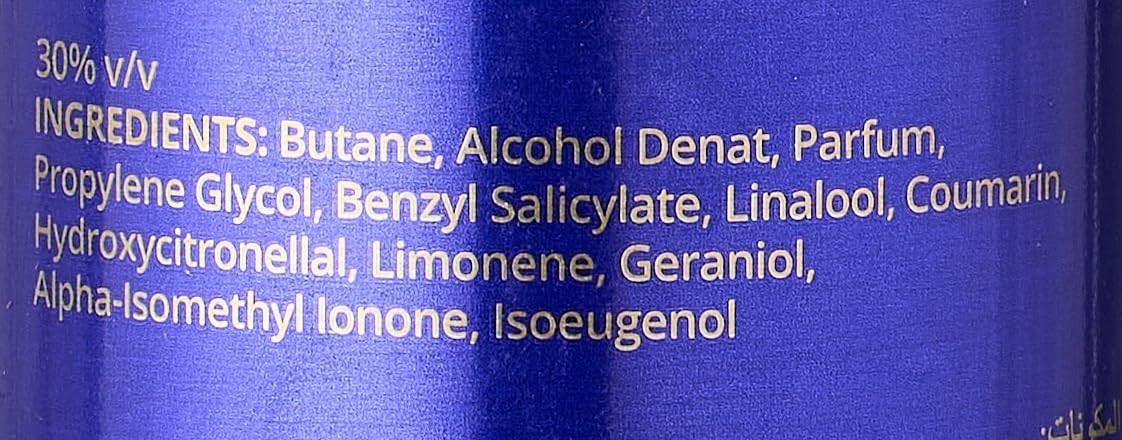 30% v/v
INGREDIENTS: Butane, Alcohol Denat, Parfum,
Propylene Glycol, Benzyl Salicylate, Linalool, Coumarin,
Hydroxycitronellal, Limonene, Geraniol,
Alpha-Isomethyl Ionone, Isoeugenol
المكونات: